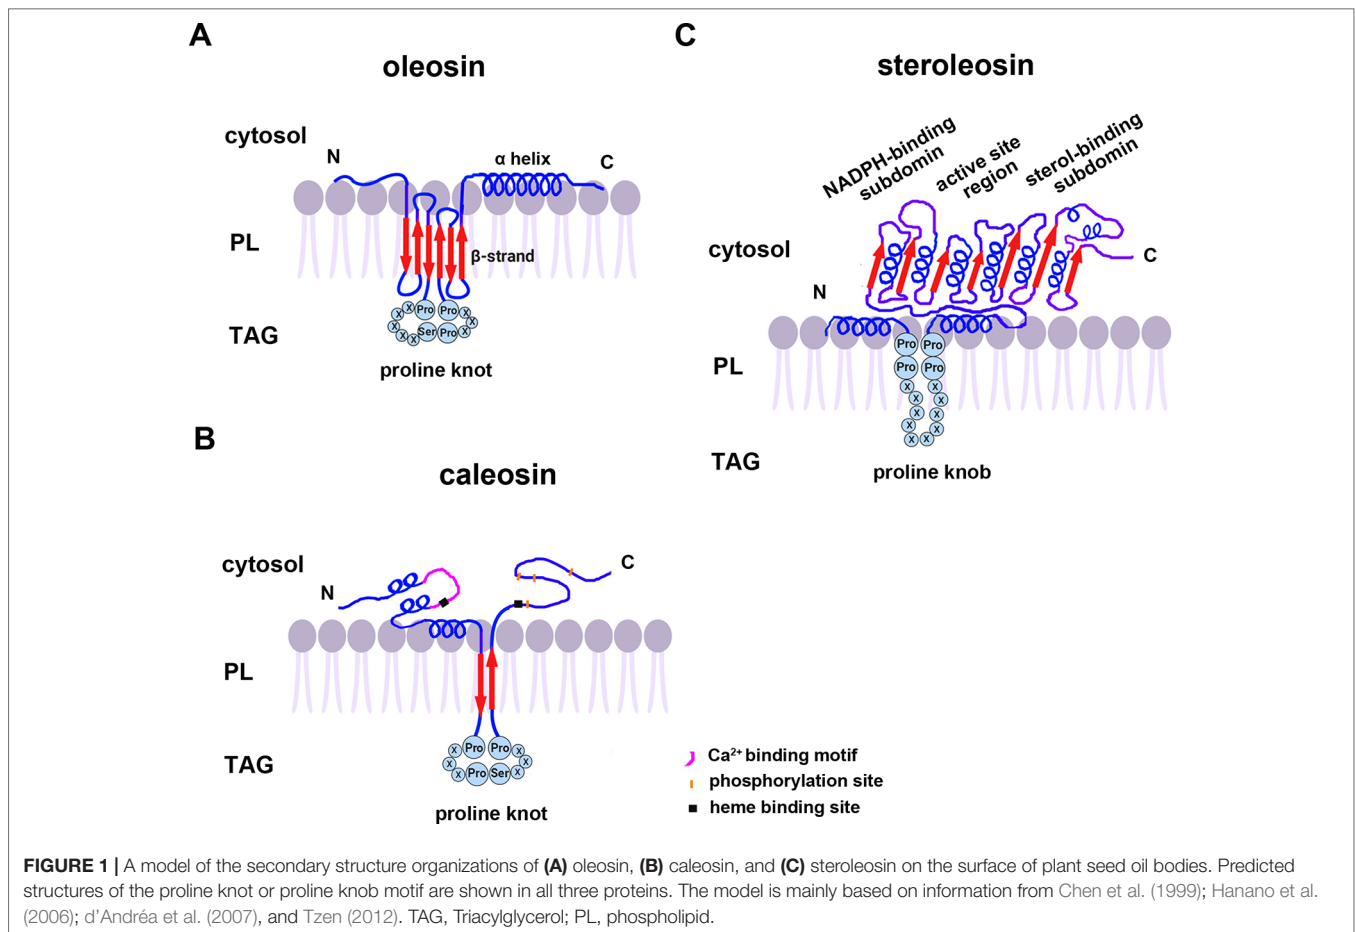 A
oleosin
cytosol
N
α helix
C
PL
β-strand
X
X
X
X
X
X
Pro
Pro
Ser
Pro
X
X
X
X
TAG
proline knot
B
caleosin
cytosol
N
C
PL
X
X
X
Pro
Pro
Pro
Ser
X
X
X
TAG
proline knot
Ca2+ binding motif
phosphorylation site
heme binding site
C
steroleosin
NADPH-binding
subdomin
active site
region
sterol-binding
subdomin
cytosol
C
N
Pro
Pro
Pro
Pro
X
X
X
X
X
X
X
X
X
X
PL
TAG
proline knob
FIGURE 1 | A model of the secondary structure organizations of (A) oleosin, (B) caleosin, and (C) steroleosin on the surface of plant seed oil bodies. Predicted
structures of the proline knot or proline knob motif are shown in all three proteins. The model is mainly based on information from Chen et al. (1999); Hanano et al.
(2006); d’Andréa et al. (2007), and Tzen (2012). TAG, Triacylglycerol; PL, phospholipid.